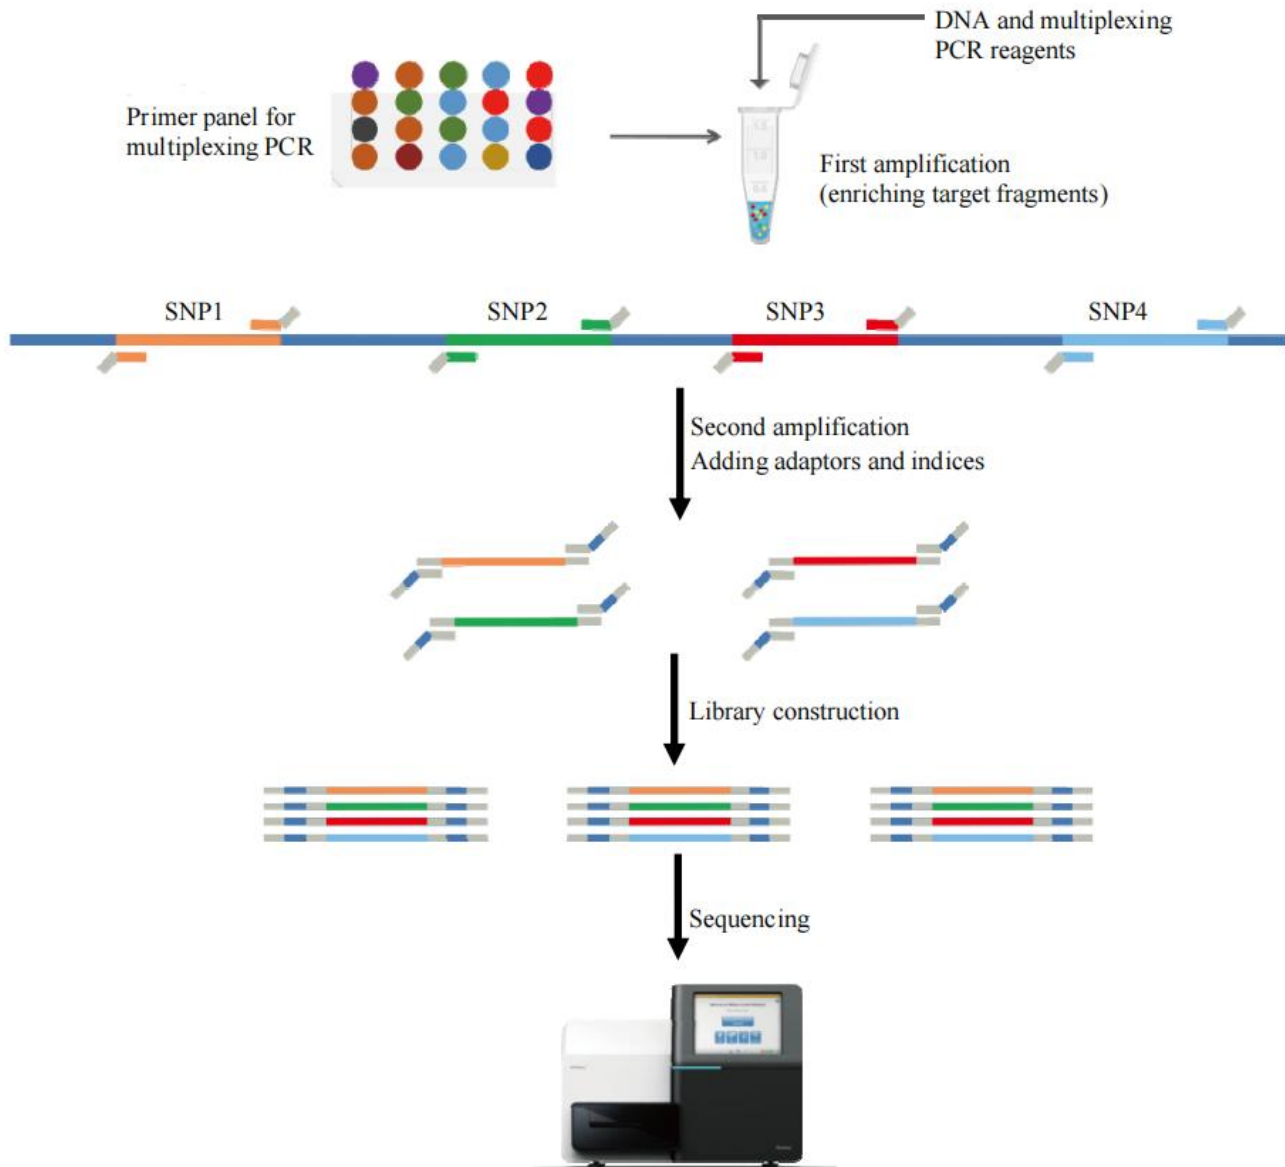 DNA and multiplexing
PCR reagents
Primer panel for
multiplexing PCR
First amplification
(enriching target fragments)
SNP1
SNP2
SNP3
SNP4
Second amplification
Adding adaptors and indices
Library construction
Sequencing